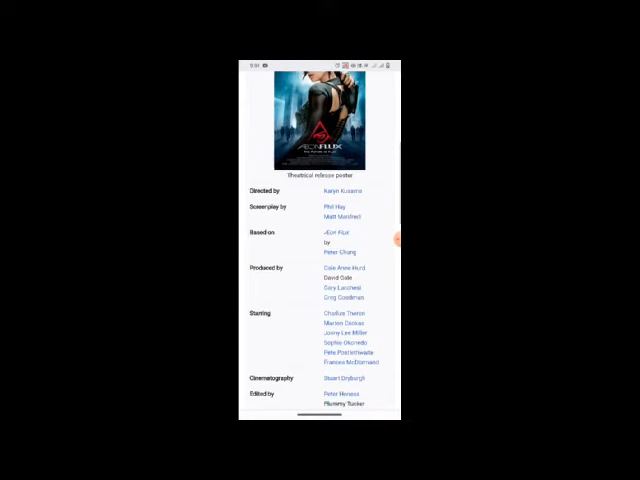 ÆONFLUX
Theatrical release poster
Directed by Karyn Kusama
Screenplay by Phil Hay
Matt Manfredi
Based on Æon Flux
by
Peter Chung
Produced by Gale Anne Hurd
David Gale
Gary Lucchesi
Greg Goodman
Starring Charlize Theron
Marton Csokas
Jonny Lee Miller
Sophie Okonedo
Pete Postlethwaite
Frances McDormand
Cinematography Stuart Dryburgh
Edited by Peter Honess
Plummy Tucker